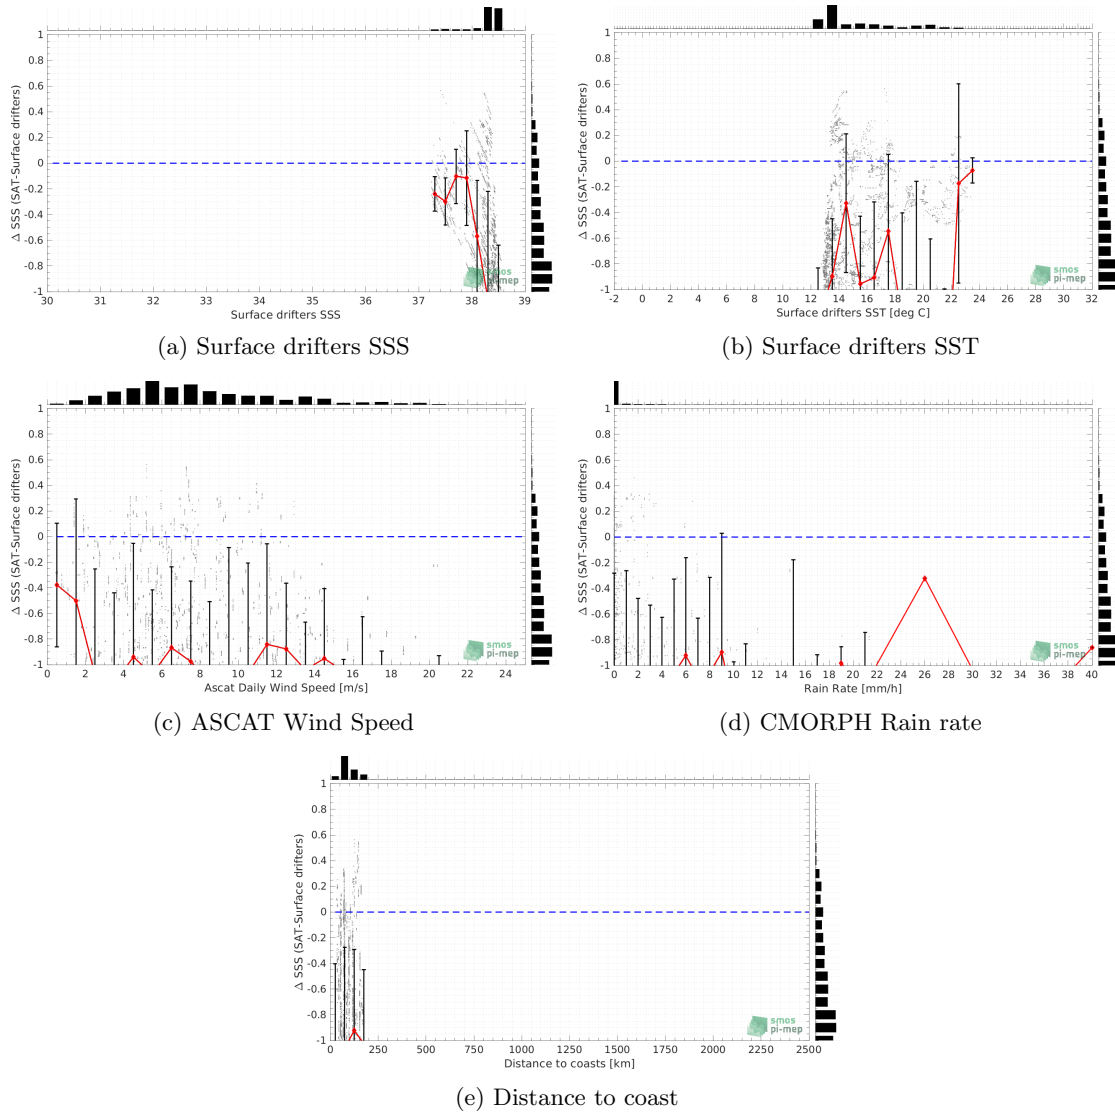 1
0.8
0.6
0.4
0.2
0
-0.2
-0.4
-0.6
-0.8
-1
Δ SSS (SAT-Surface drifters)
30 31 32 33 34 35 36 37 38 39
Surface drifters SSS
smos
pi-mep
(a) Surface drifters SSS
1
0.8
0.6
0.4
0.2
0
-0.2
-0.4
-0.6
-0.8
-1
Δ SSS (SAT-Surface drifters)
-2 0 2 4 6 8 10 12 14 16 18 20 22 24 26 28 30 32
Surface drifters SST [deg C]
smos
pi-mep
(b) Surface drifters SST
1
0.8
0.6
0.4
0.2
0
-0.2
-0.4
-0.6
-0.8
-1
Δ SSS (SAT-Surface drifters)
0 2 4 6 8 10 12 14 16 18 20 22 24
Ascat Daily Wind Speed [m/s]
smos
pi-mep
(c) ASCAT Wind Speed
1
0.8
0.6
0.4
0.2
0
-0.2
-0.4
-0.6
-0.8
-1
Δ SSS (SAT-Surface drifters)
0 2 4 6 8 10 12 14 16 18 20 22 24 26 28 30 32 34 36 38 40
Rain Rate [mm/h]
smos
pi-mep
(d) CMORPH Rain rate
1
0.8
0.6
0.4
0.2
0
-0.2
-0.4
-0.6
-0.8
-1
Δ SSS (SAT-Surface drifters)
0 250 500 750 1000 1250 1500 1750 2000 2250 2500
Distance to coasts [km]
smos
pi-mep
(e) Distance to coast